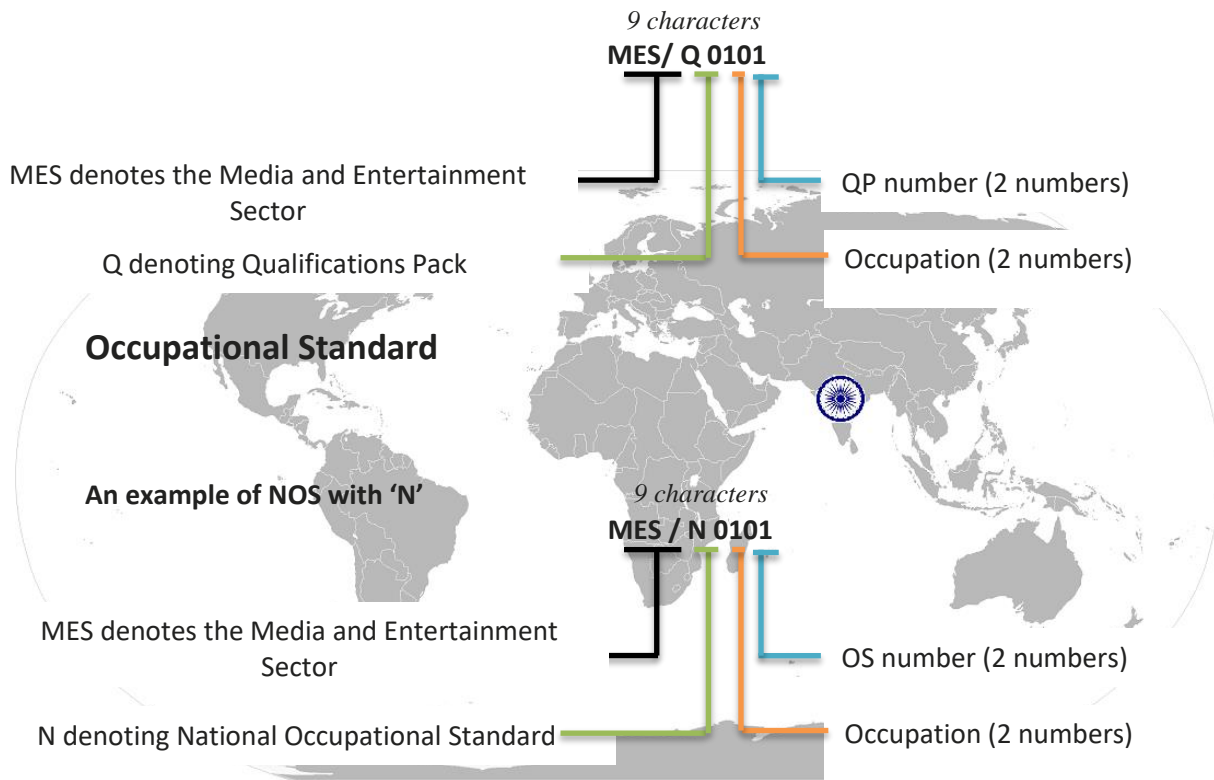 9 characters
MES/ Q 0101
MES denotes the Media and Entertainment
Sector
QP number (2 numbers)
Q denoting Qualifications Pack
Occupation (2 numbers)
Occupational Standard
An example of NOS with ‘N’
9 characters
MES / N 0101
MES denotes the Media and Entertainment
Sector
OS number (2 numbers)
N denoting National Occupational Standard
Occupation (2 numbers)